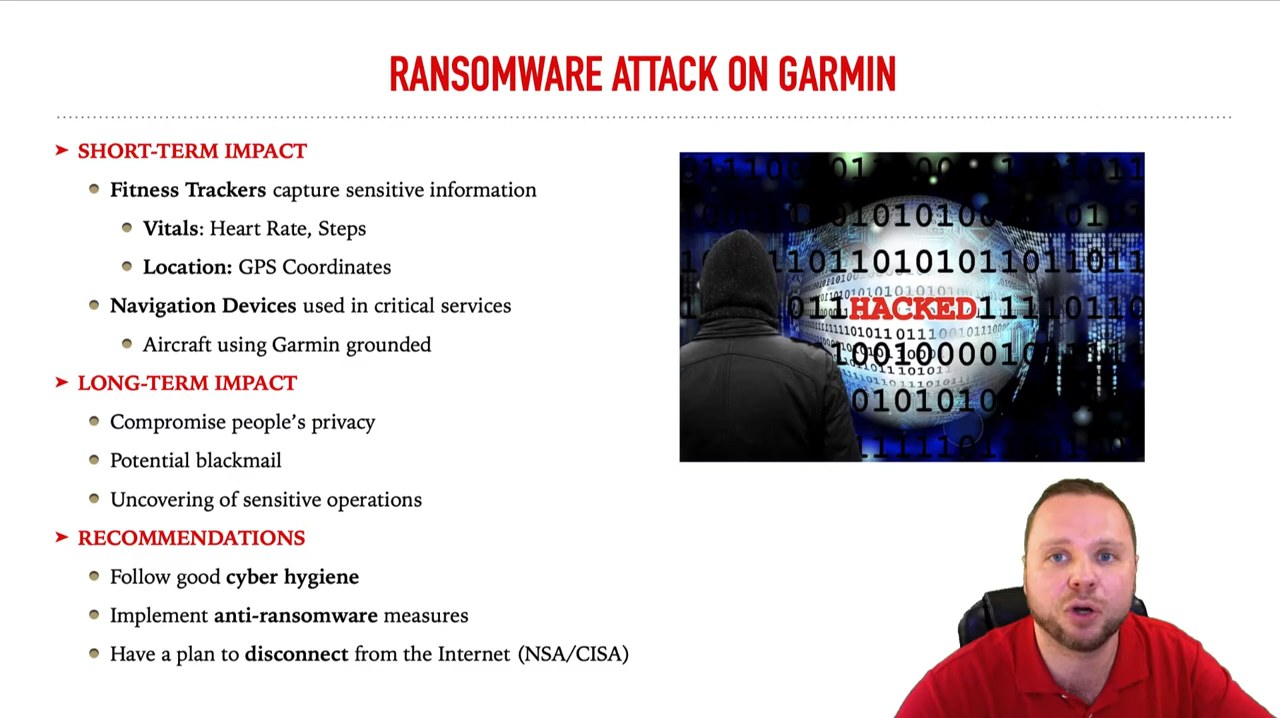 RANSOMWARE ATTACK ON GARMIN
➤ SHORT-TERM IMPACT
Fitness Trackers capture sensitive information
Vitals: Heart Rate, Steps
Location: GPS Coordinates
Navigation Devices used in critical services
Aircraft using Garmin grounded
➤ LONG-TERM IMPACT
Compromise people's privacy
Potential blackmail
Uncovering of sensitive operations
➤ RECOMMENDATIONS
Follow good cyber hygiene
Implement anti-ransomware measures
Have a plan to disconnect from the Internet (NSA/CISA)
HACKED